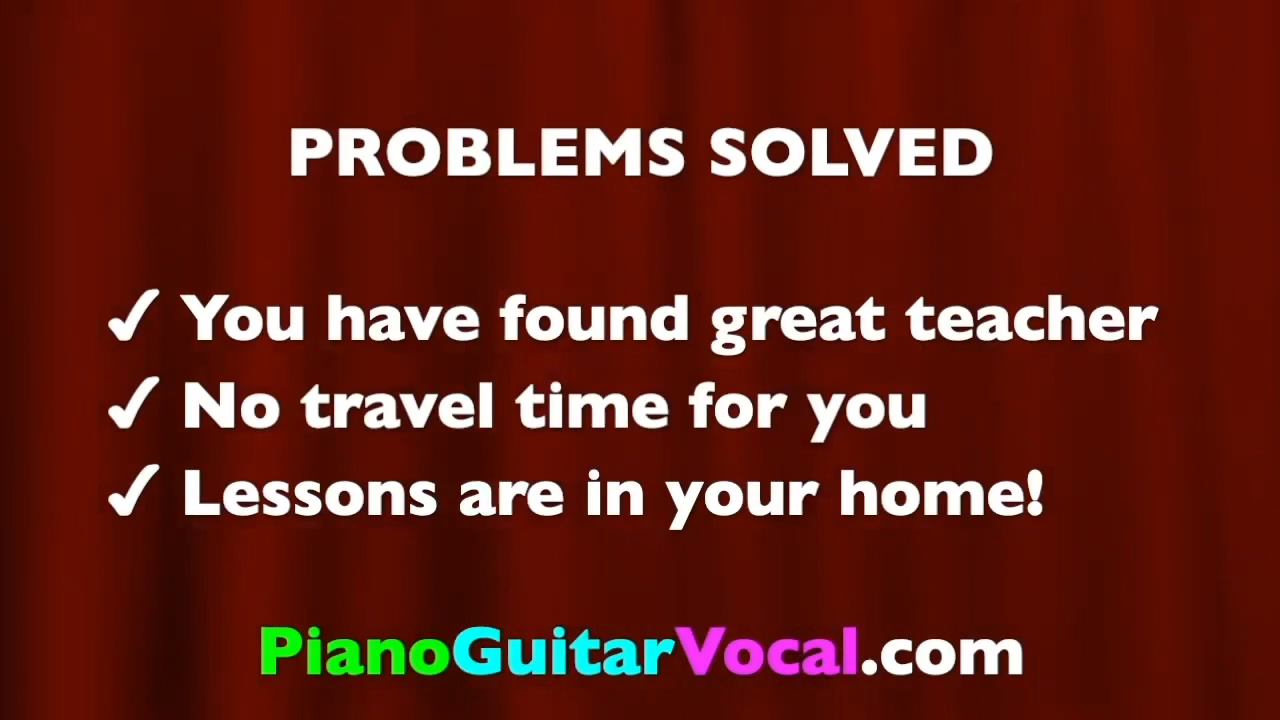 PROBLEMS SOLVED
✓ You have found great teacher
✓ No travel time for you
✓ Lessons are in your home!
PianoGuitarVocal.com